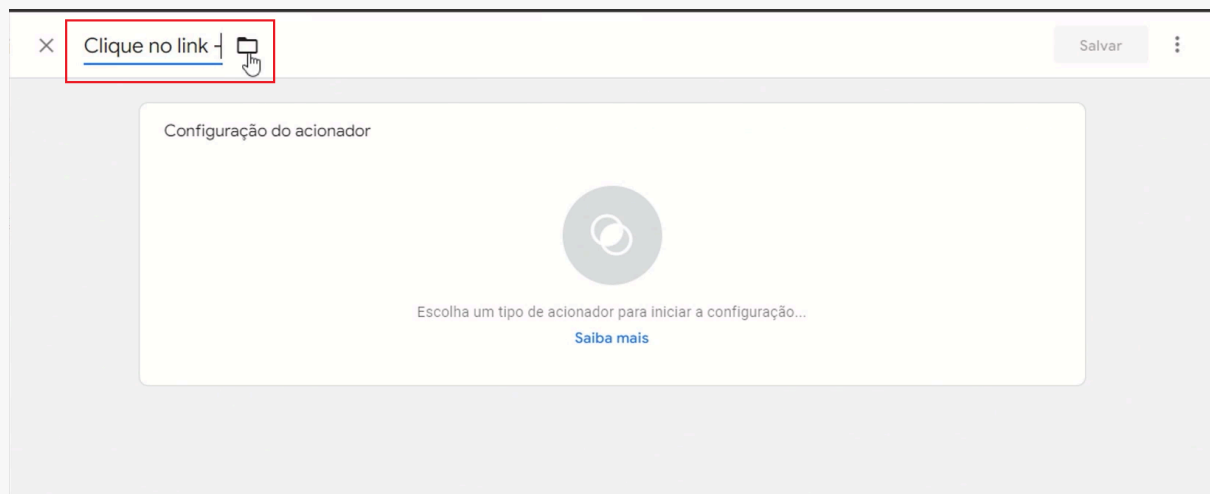 Clique no link -
Salvar
Configuração do acionador
Escolha um tipo de acionador para iniciar a configuração...
Saiba mais